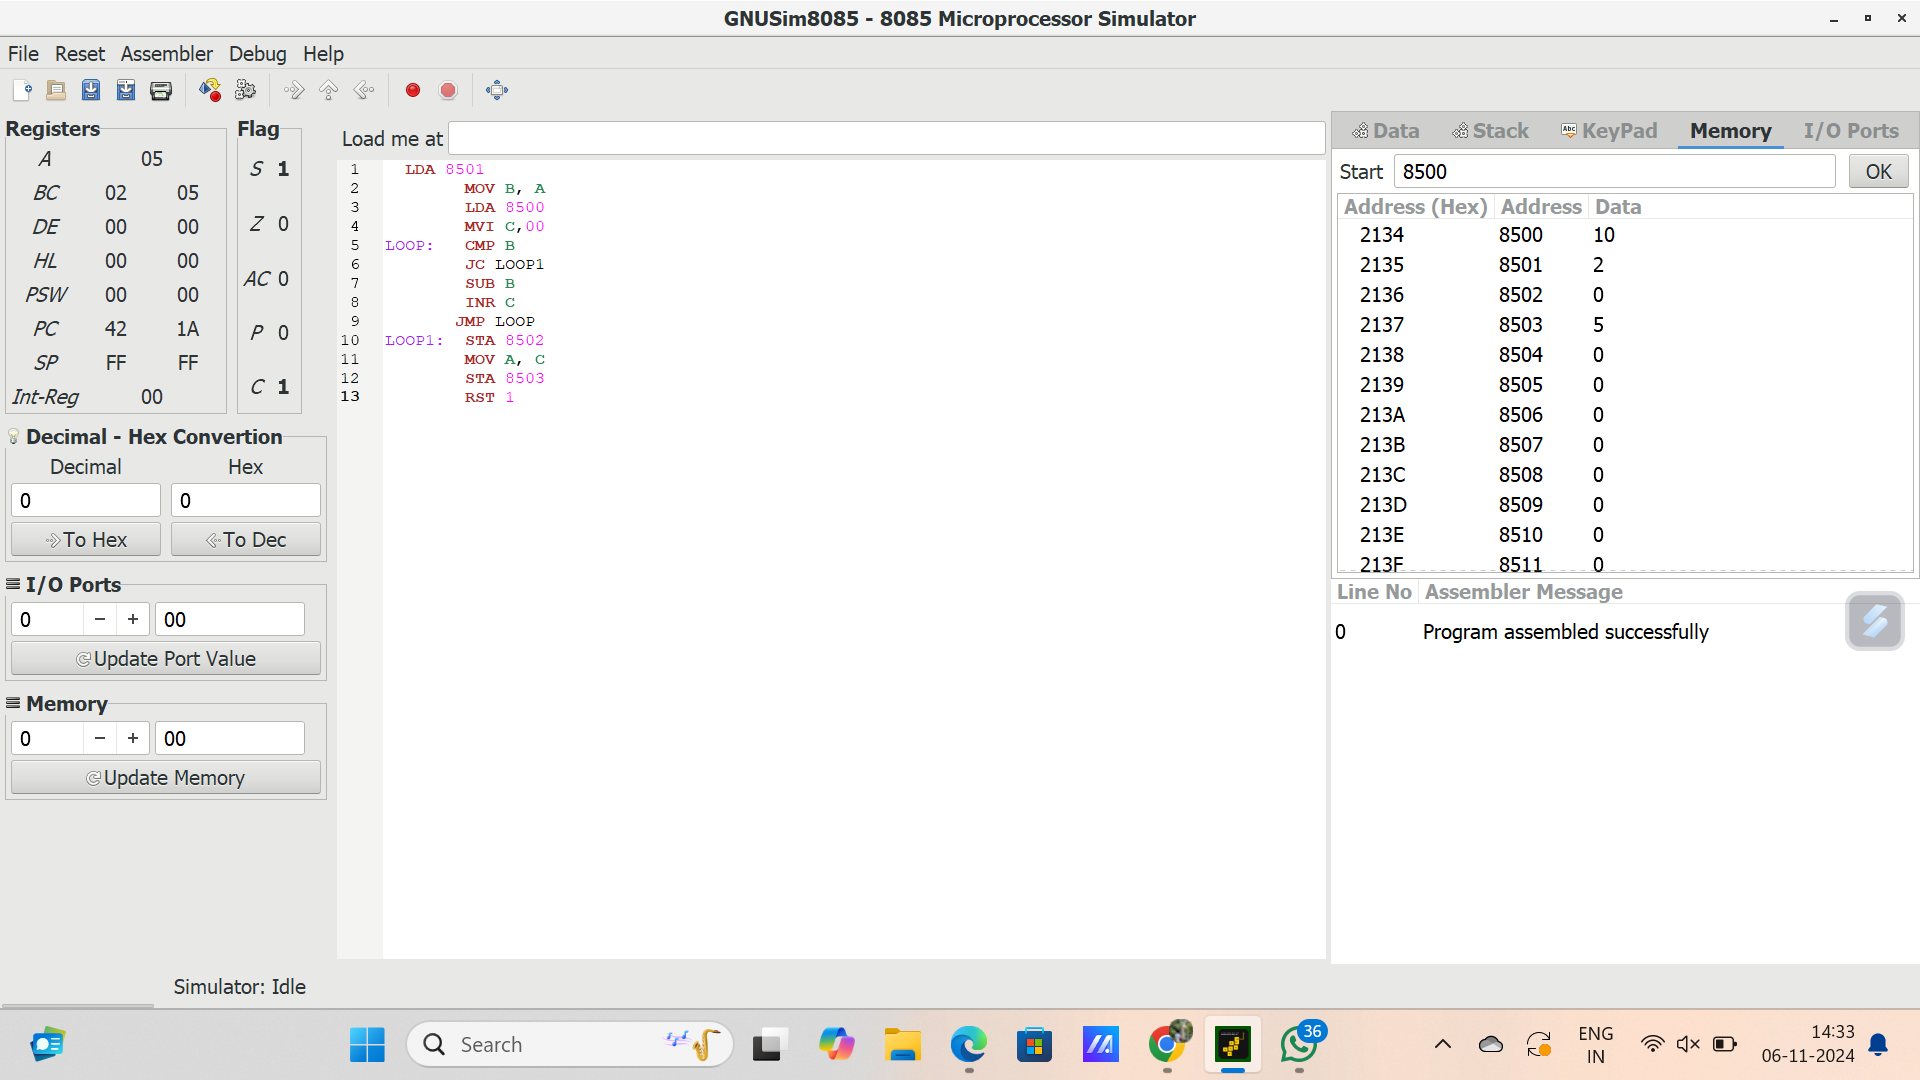 GNUSim8085 - 8085 Microprocessor Simulator
File Reset Assembler Debug Help
Registers
A 05
BC 02 05
DE 00 00
HL 00 00
PSW 00 00
PC 42 1A
SP FF FF
Int-Reg 00
Flag
S 1
Z 0
AC 0
P 0
C 1
Decimal - Hex Convertion
Decimal Hex
0 0
To Hex To Dec
I/O Ports
0 − + 00
Update Port Value
Memory
0 − + 00
Update Memory
Load me at
1 LDA 8501
2 MOV B, A
3 LDA 8500
4 MVI C,00
5 LOOP: CMP B
6 JC LOOP1
7 SUB B
8 INR C
9 JMP LOOP
10 LOOP1: STA 8502
11 MOV A, C
12 STA 8503
13 RST 1
Data Stack Abc KeyPad Memory I/O Ports
Start 8500 OK
Address (Hex) Address Data
2134 8500 10
2135 8501 2
2136 8502 0
2137 8503 5
2138 8504 0
2139 8505 0
213A 8506 0
213B 8507 0
213C 8508 0
213D 8509 0
213E 8510 0
213F 8511 0
Line No Assembler Message
0 Program assembled successfully
Simulator: Idle
Search
36
ENG
IN
14:33
06-11-2024